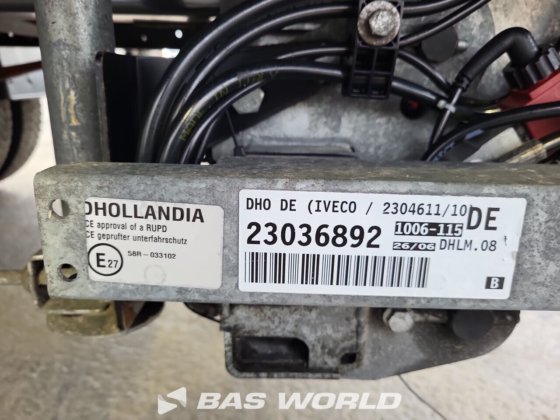 DHOLLANDIA
CE approval of a RUPD
CE geprufter unterfahrschutz
E27
58R-033102
DHO DE (IVECO / 2304611/10
DE
23036892
1006-115
26/06 DHLM.08
B
BAS WORLD